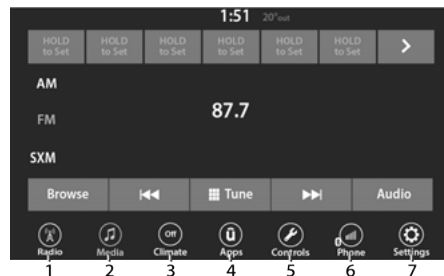 1:51 20°out
HOLD to Set HOLD to Set HOLD to Set HOLD to Set HOLD to Set HOLD to Set >
AM
FM
87.7
SXM
Browse Tune Audio
Off ū
Radio Media Climate Apps Controls Phone Settings
1 2 3 4 5 6 7